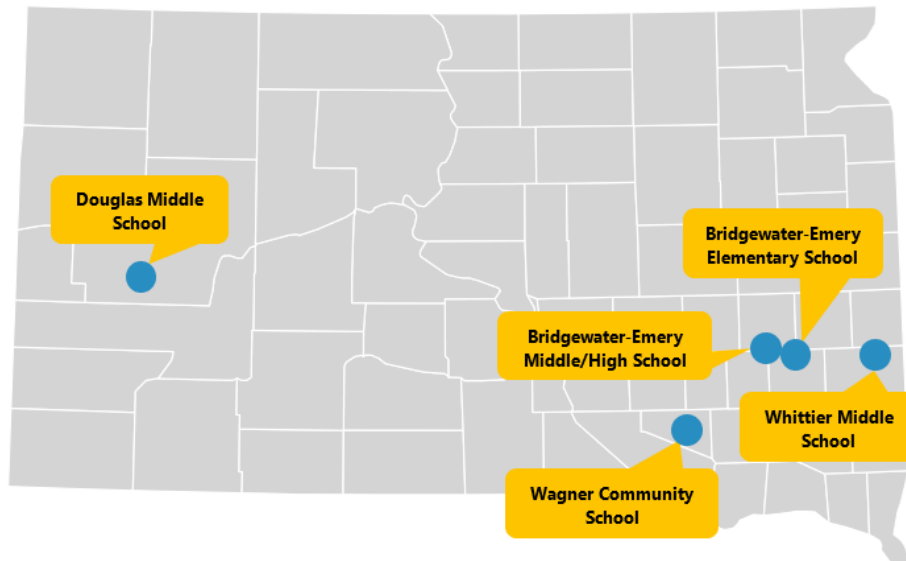 Douglas Middle
School
Bridgewater-Emery
Elementary School
Bridgewater-Emery
Middle/High School
Whittier Middle
School
Wagner Community
School